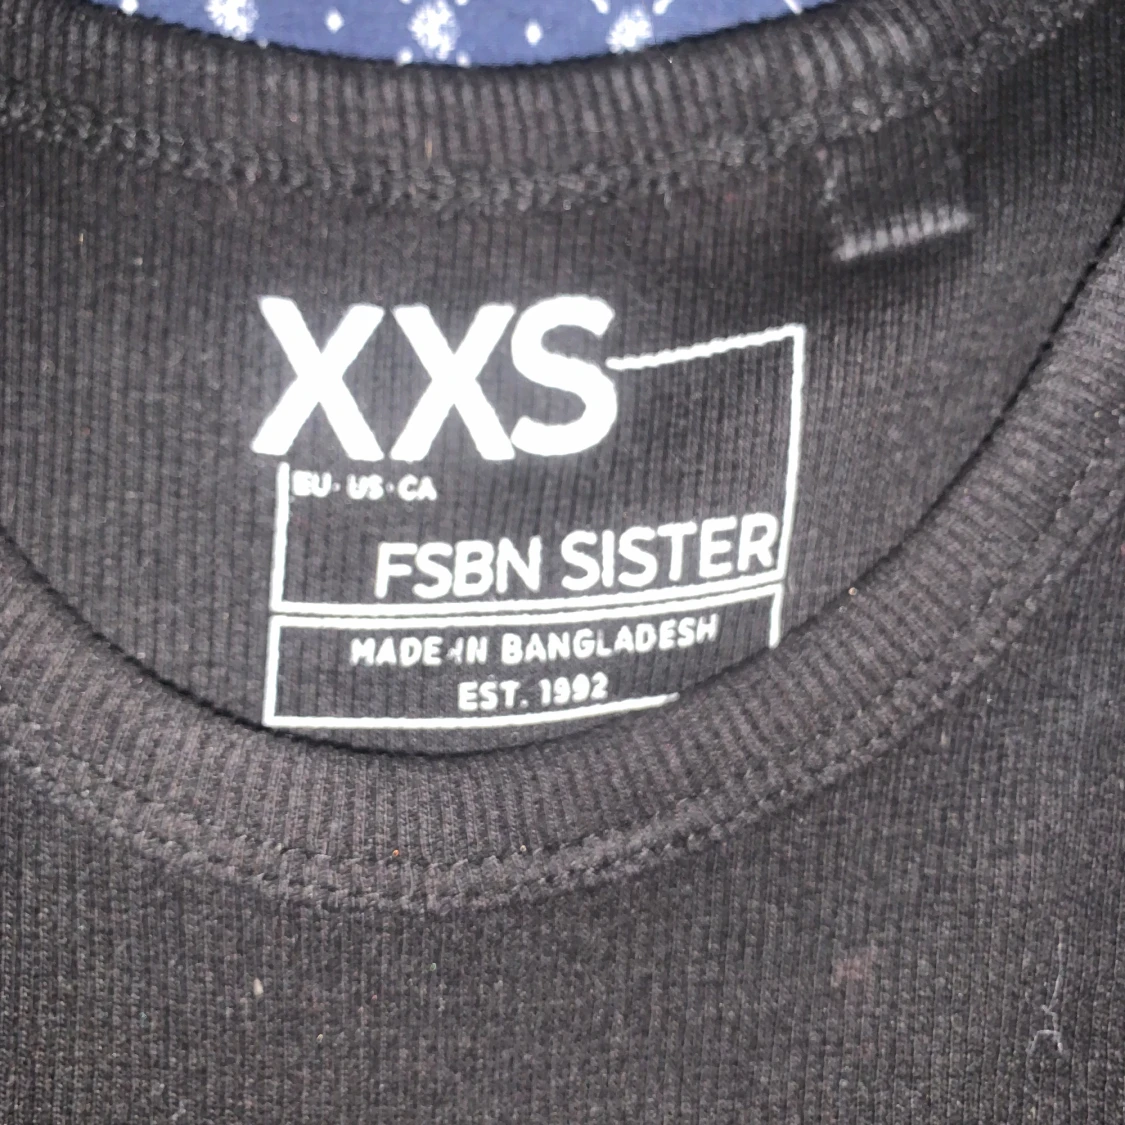 XXS
EU · US · CA
FSBN SISTER
MADE IN BANGLADESH
EST. 1992